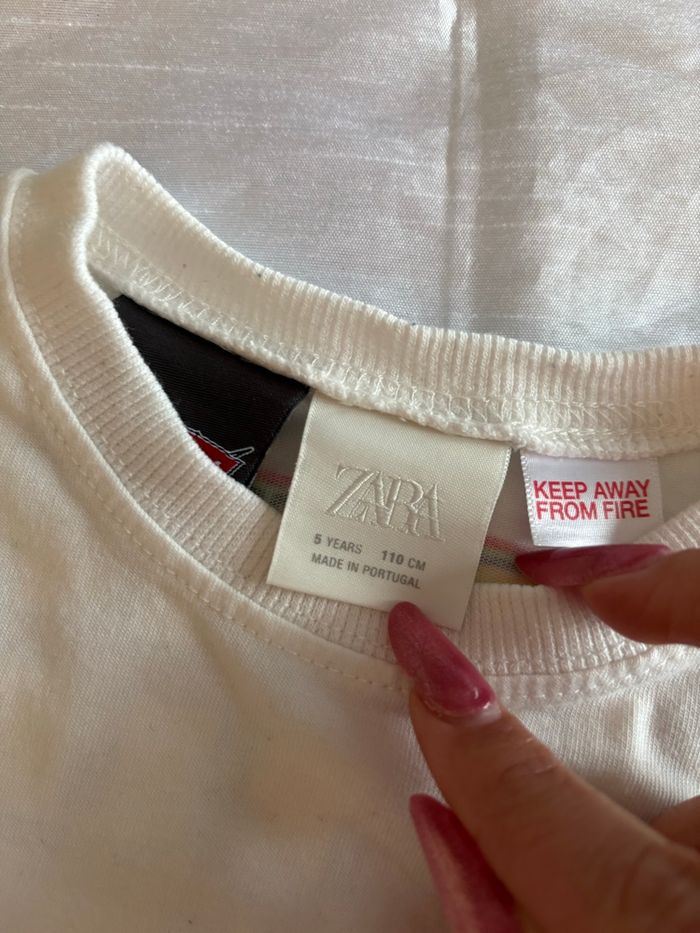 ZARA
5 YEARS 110 CM
MADE IN PORTUGAL
KEEP AWAY
FROM FIRE